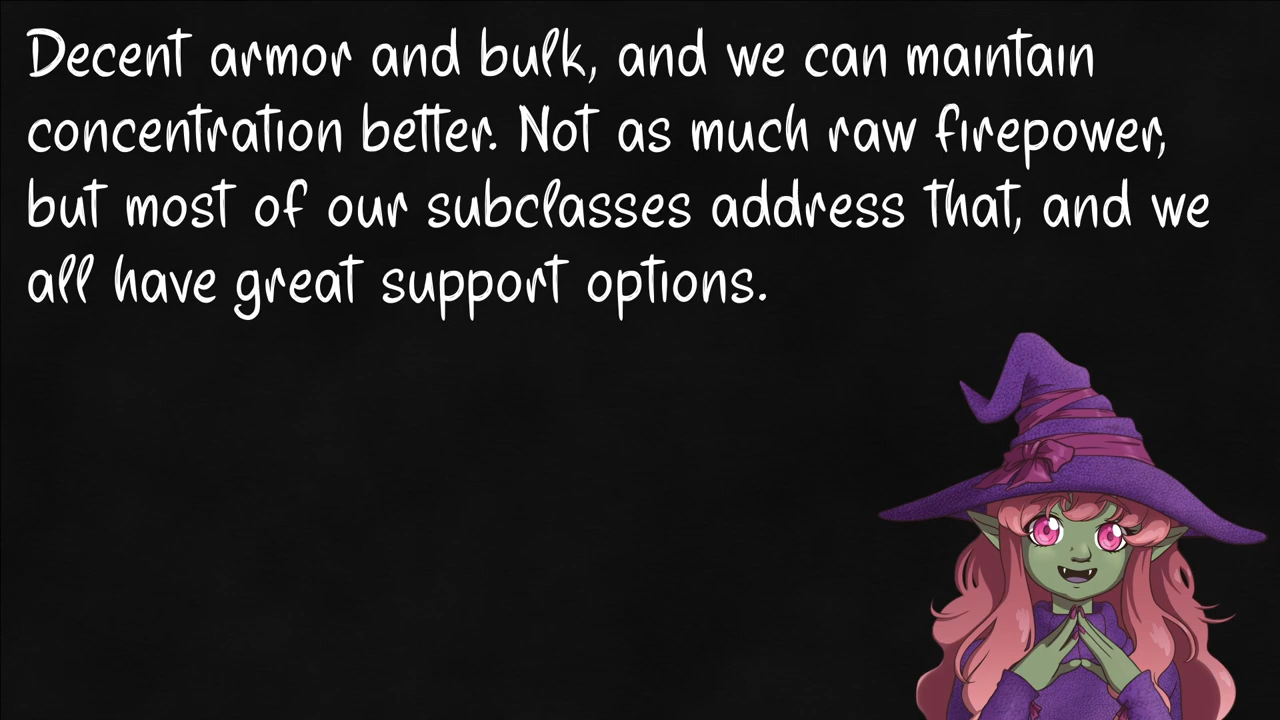 Decent armor and bulk, and we can maintain
concentration better. Not as much raw firepower,
but most of our subclasses address that, and we
all have great support options.